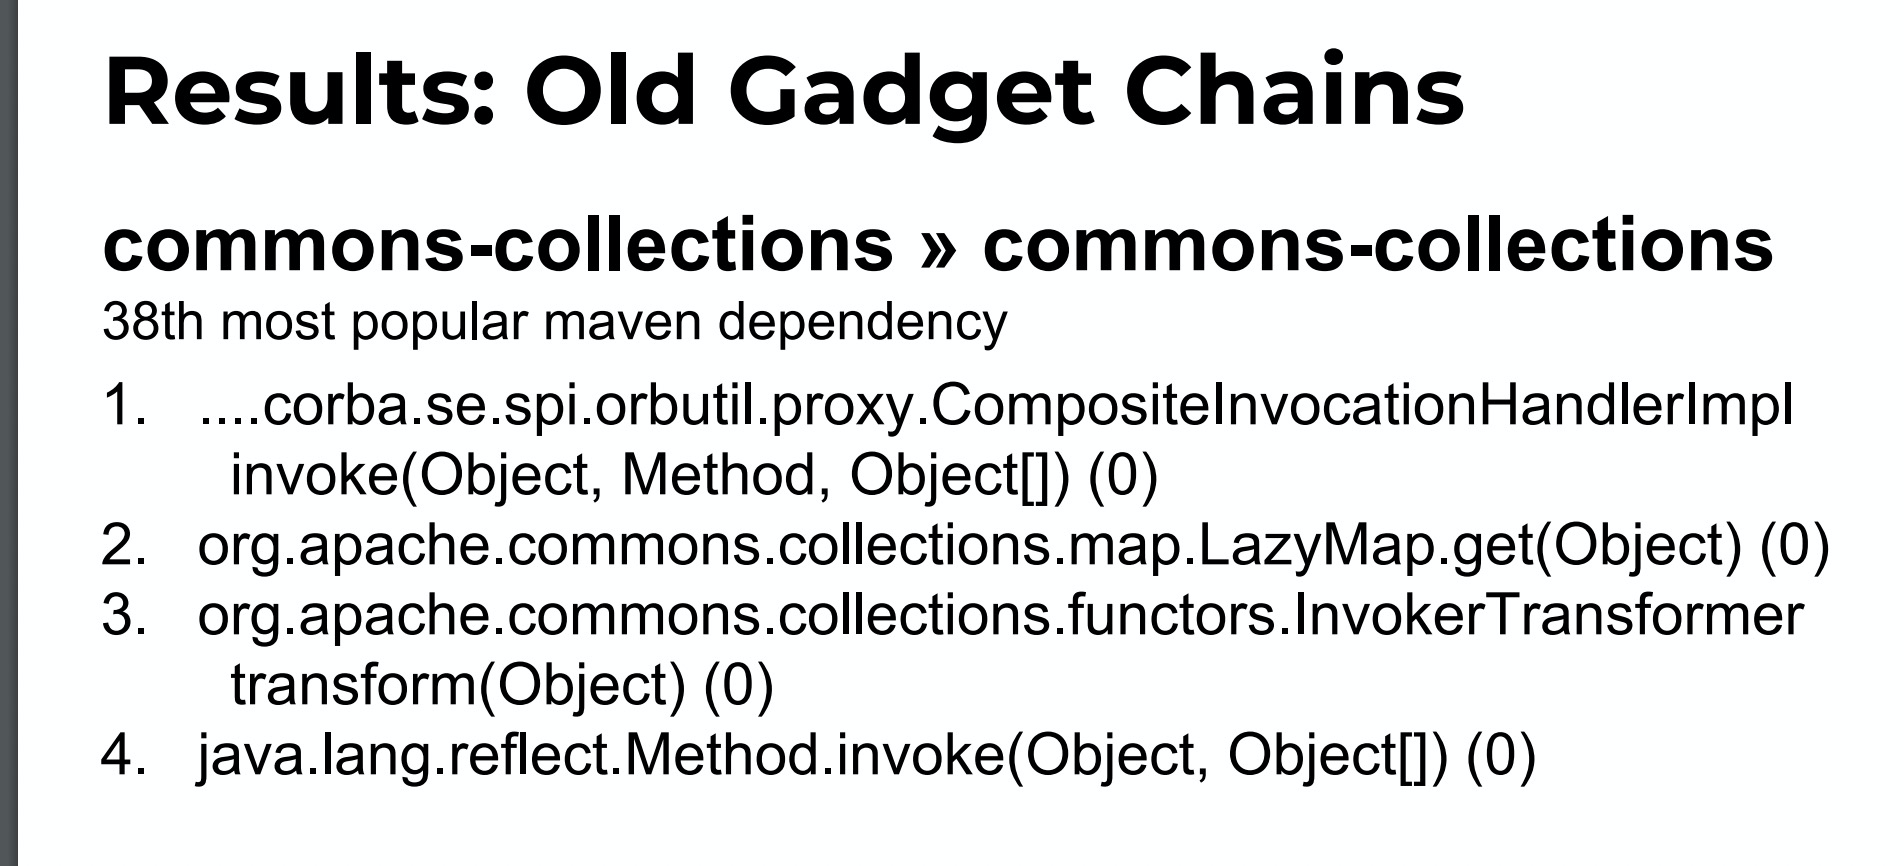 Results: Old Gadget Chains
commons-collections » commons-collections
38th most popular maven dependency
1. ....corba.se.spi.orbutil.proxy.CompositeInvocationHandlerImpl
invoke(Object, Method, Object[]) (0)
2. org.apache.commons.collections.map.LazyMap.get(Object) (0)
3. org.apache.commons.collections.functors.InvokerTransformer
transform(Object) (0)
4. java.lang.reflect.Method.invoke(Object, Object[]) (0)